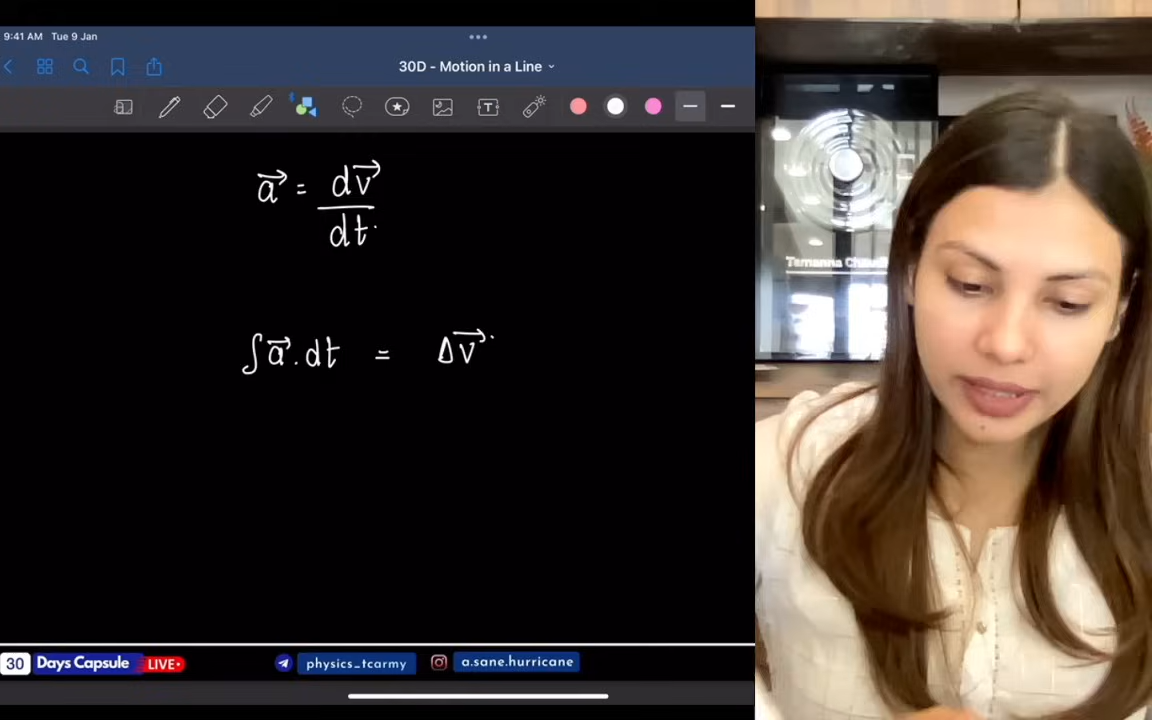 9:41 AM Tue 9 Jan
30D - Motion in a Line
T
a⃗ = dv⃗/dt
∫a⃗.dt = Δv⃗
30 Days Capsule LIVE
physics_tcarmy
a.sane.hurricane